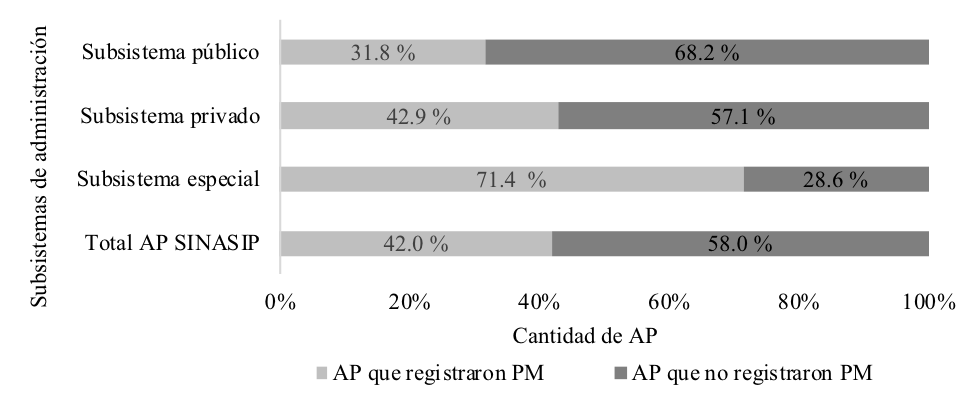 Subsistemas de administración
Subsistema público
31.8 %
68.2 %
Subsistema privado
42.9 %
57.1 %
Subsistema especial
71.4 %
28.6 %
Total AP SINASIP
42.0 %
58.0 %
0%
20%
40%
60%
80%
100%
Cantidad de AP
AP que registraron PM
AP que no registraron PM